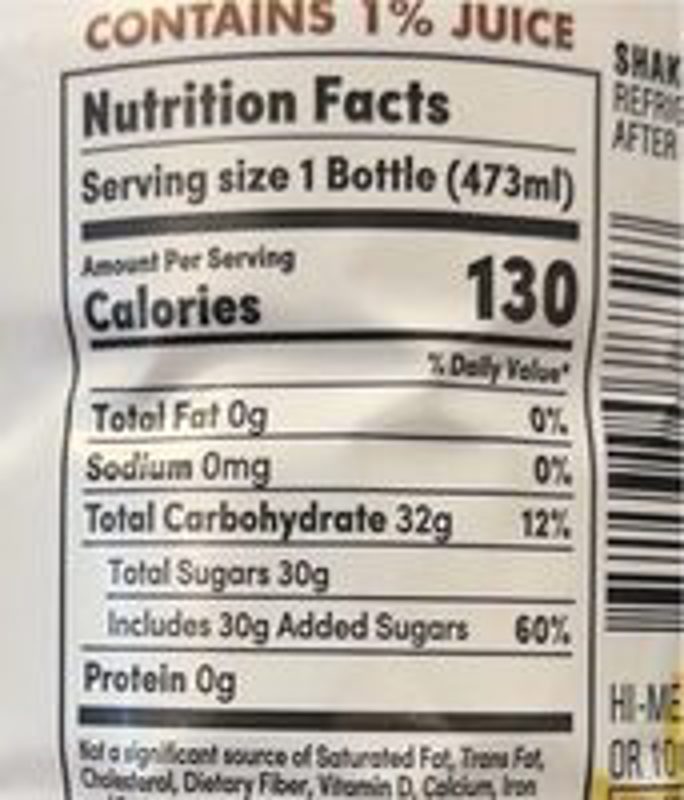 CONTAINS 1% JUICE
Nutrition Facts
Serving size 1 Bottle (473ml)
Amount Per Serving
Calories 130
% Daily Value*
Total Fat 0g 0%
Sodium 0mg 0%
Total Carbohydrate 32g 12%
Total Sugars 30g
Includes 30g Added Sugars 60%
Protein 0g
Not a significant source of Saturated Fat, Trans Fat,
Cholesterol, Dietary Fiber, Vitamin D, Calcium, Iron
SHAK
REFRIG
AFTER
HI-ME
OR 10